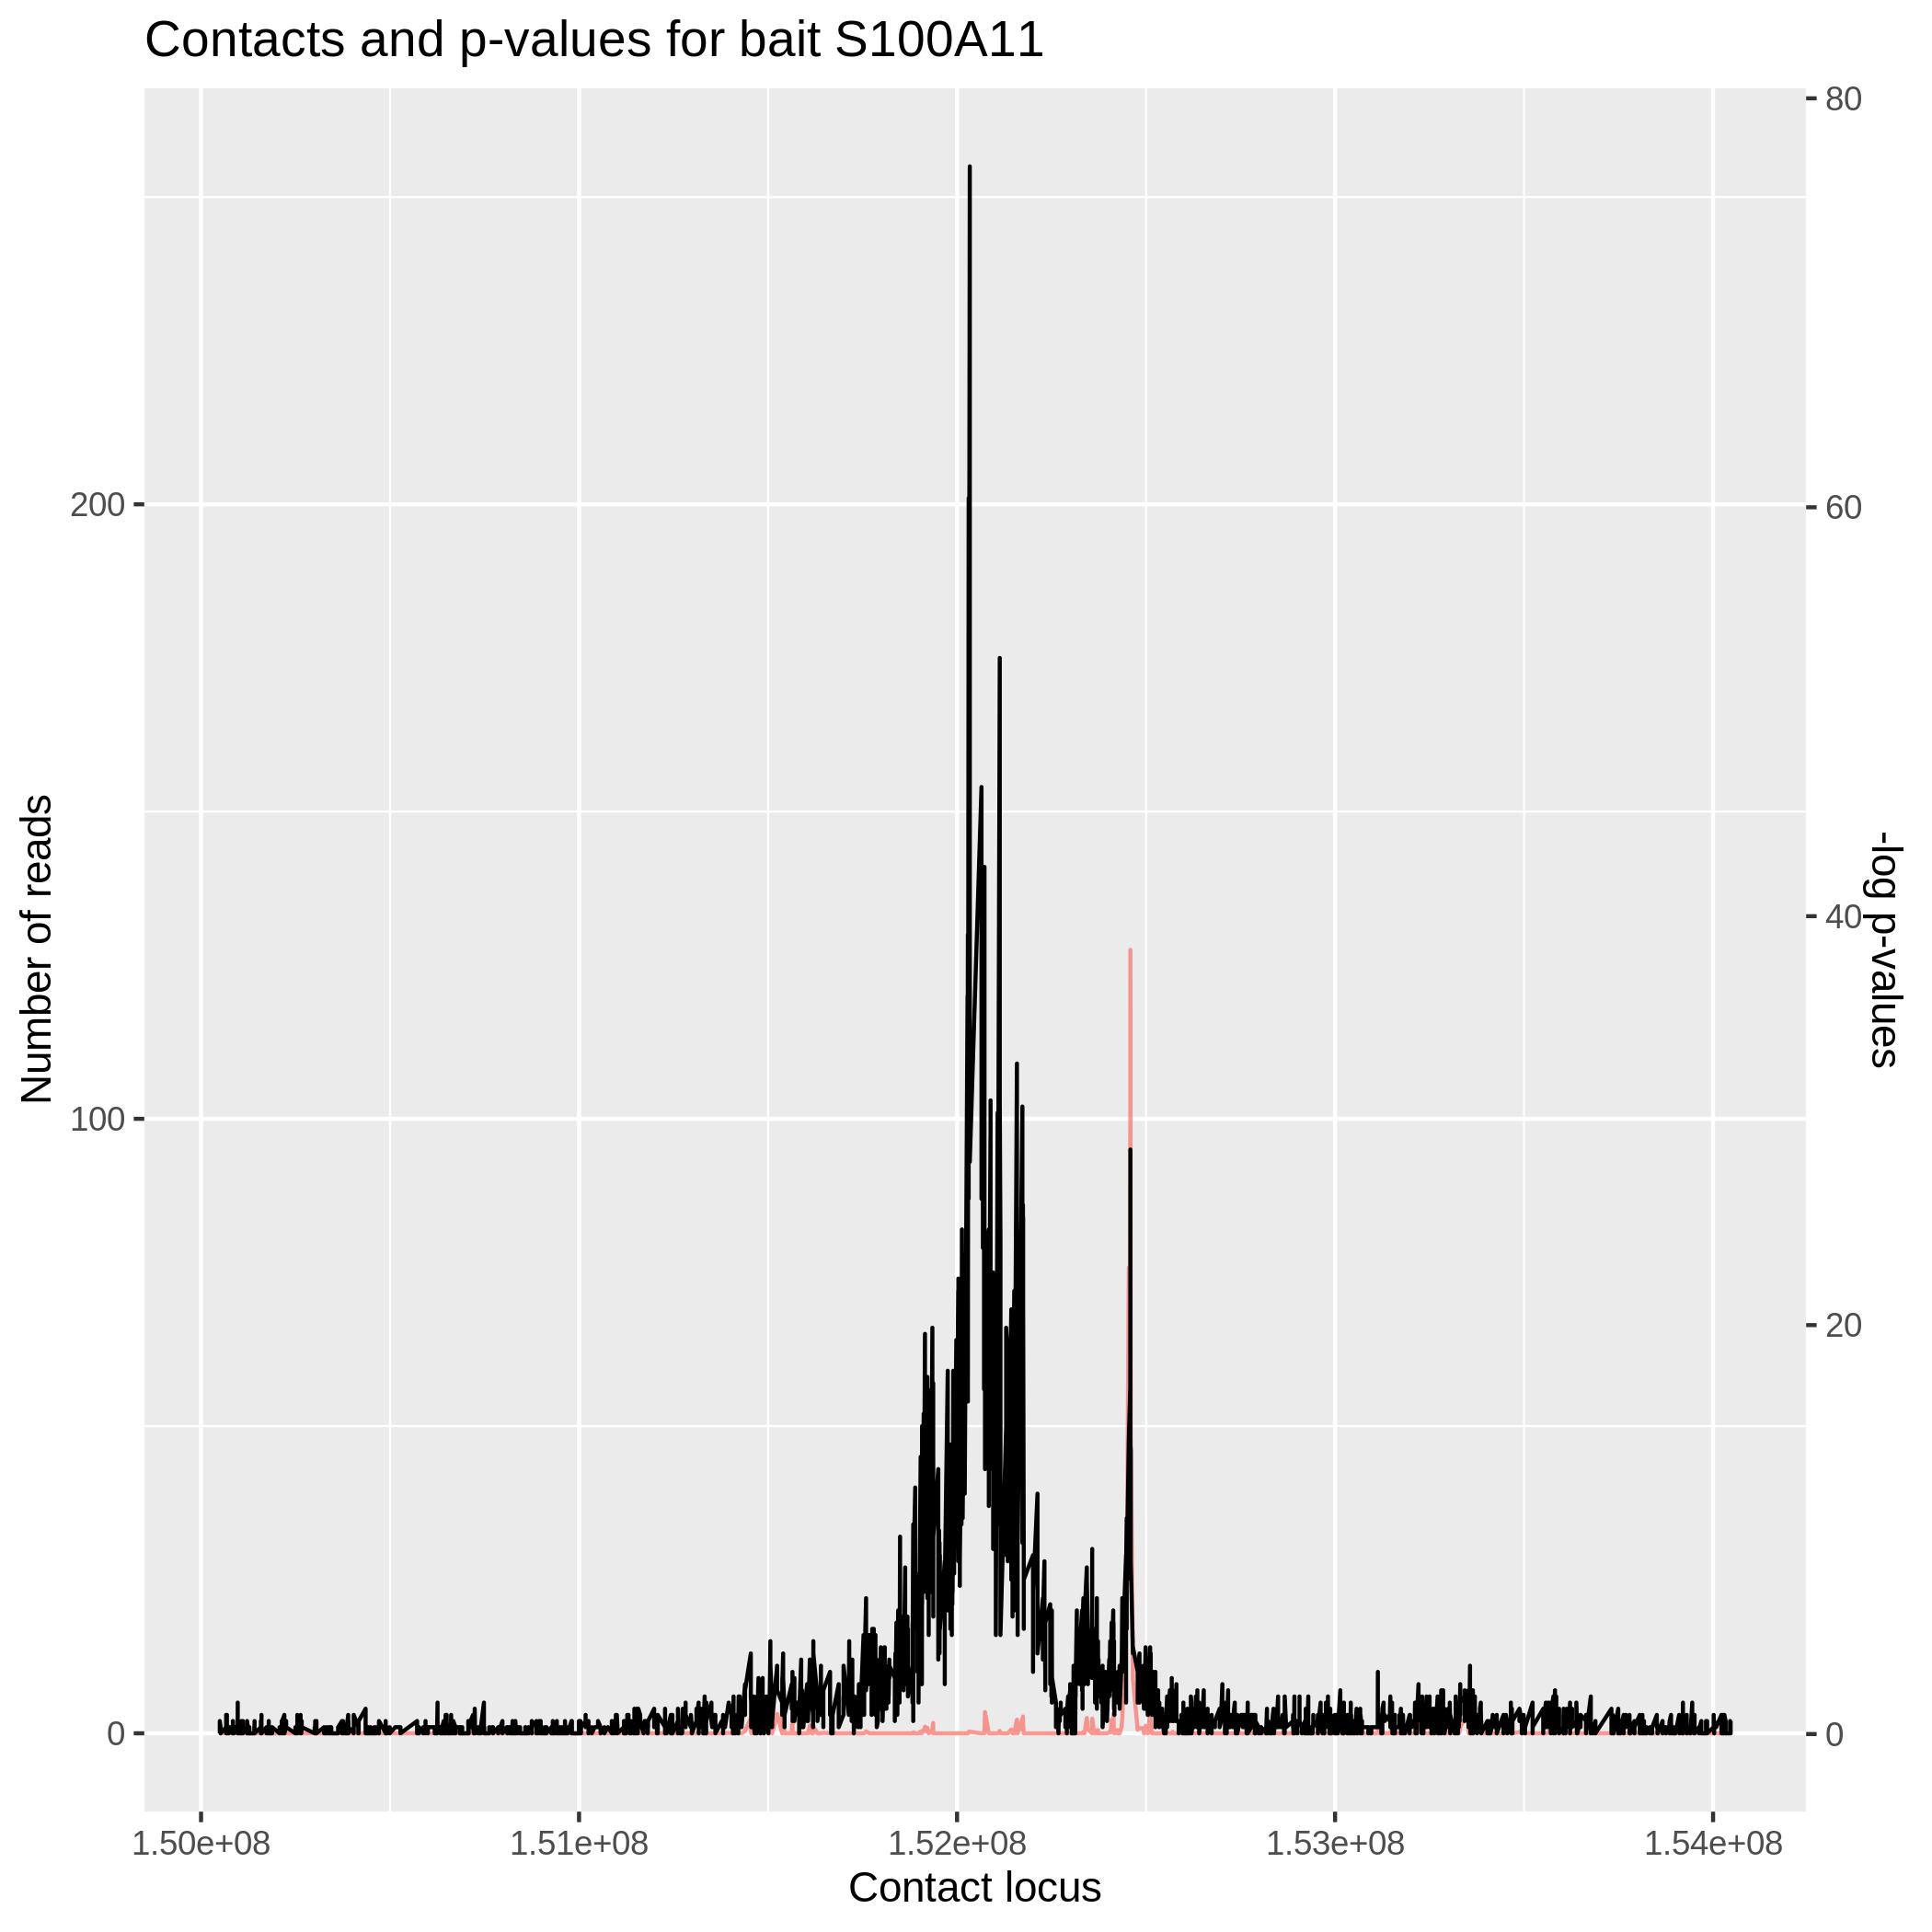 Contacts and p-values for bait S100A11
80
200
60
Number of reads
-log p-values
40
100
20
0
0
1.50e+08
1.51e+08
1.52e+08
1.53e+08
1.54e+08
Contact locus